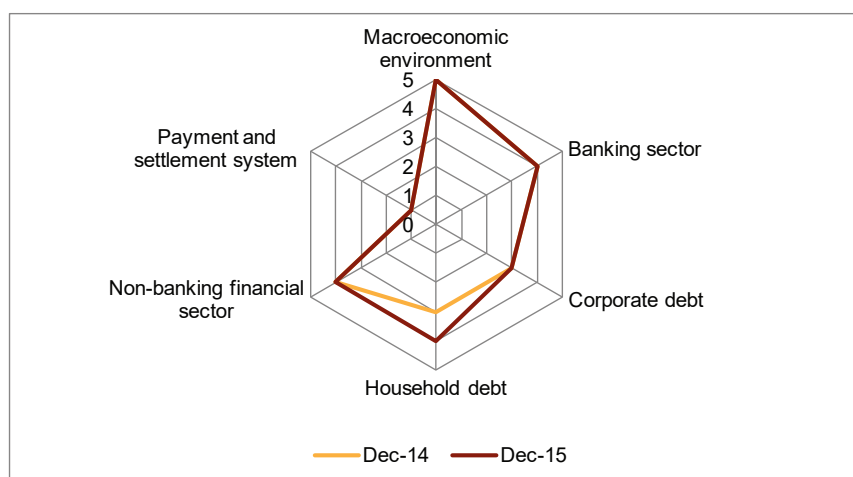 Macroeconomic
environment
5
4
3
2
1
0
Payment and
settlement system
Banking sector
Non-banking financial
sector
Corporate debt
Household debt
Dec-14
Dec-15